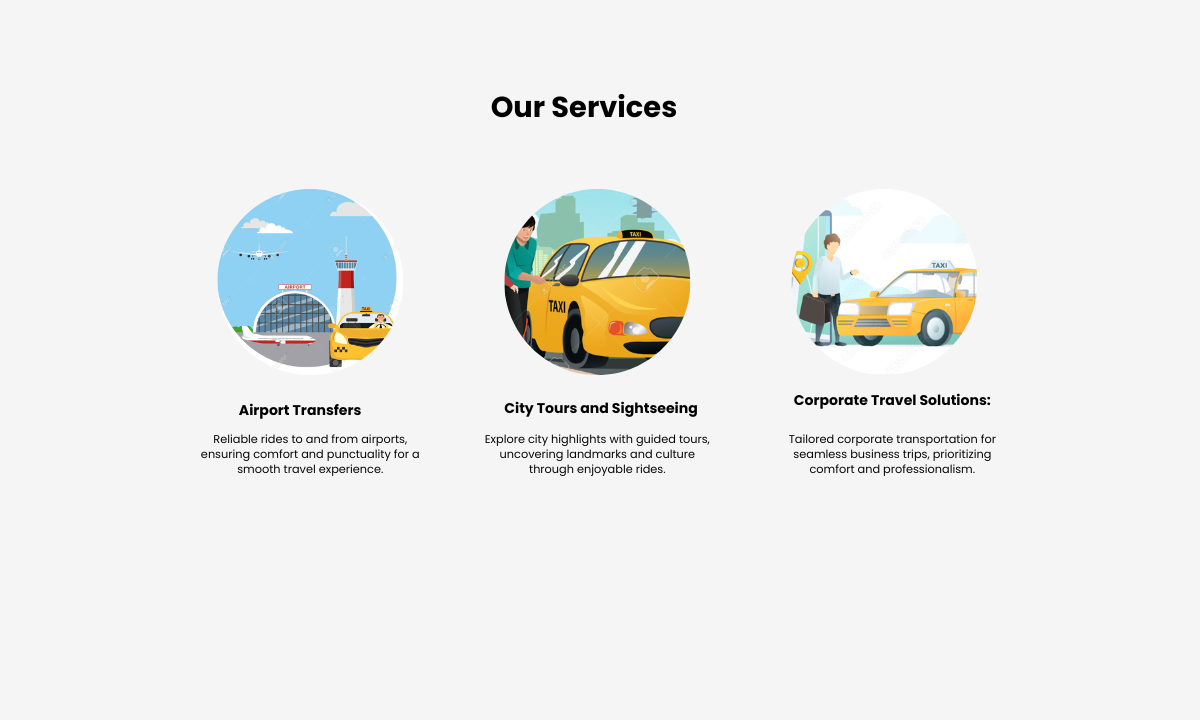 Our Services
AIRPORT
TAXI
TAXI
TAXI
TAXI
Airport Transfers
City Tours and Sightseeing
Corporate Travel Solutions:
Reliable rides to and from airports,
ensuring comfort and punctuality for a
smooth travel experience.
Explore city highlights with guided tours,
uncovering landmarks and culture
through enjoyable rides.
Tailored corporate transportation for
seamless business trips, prioritizing
comfort and professionalism.